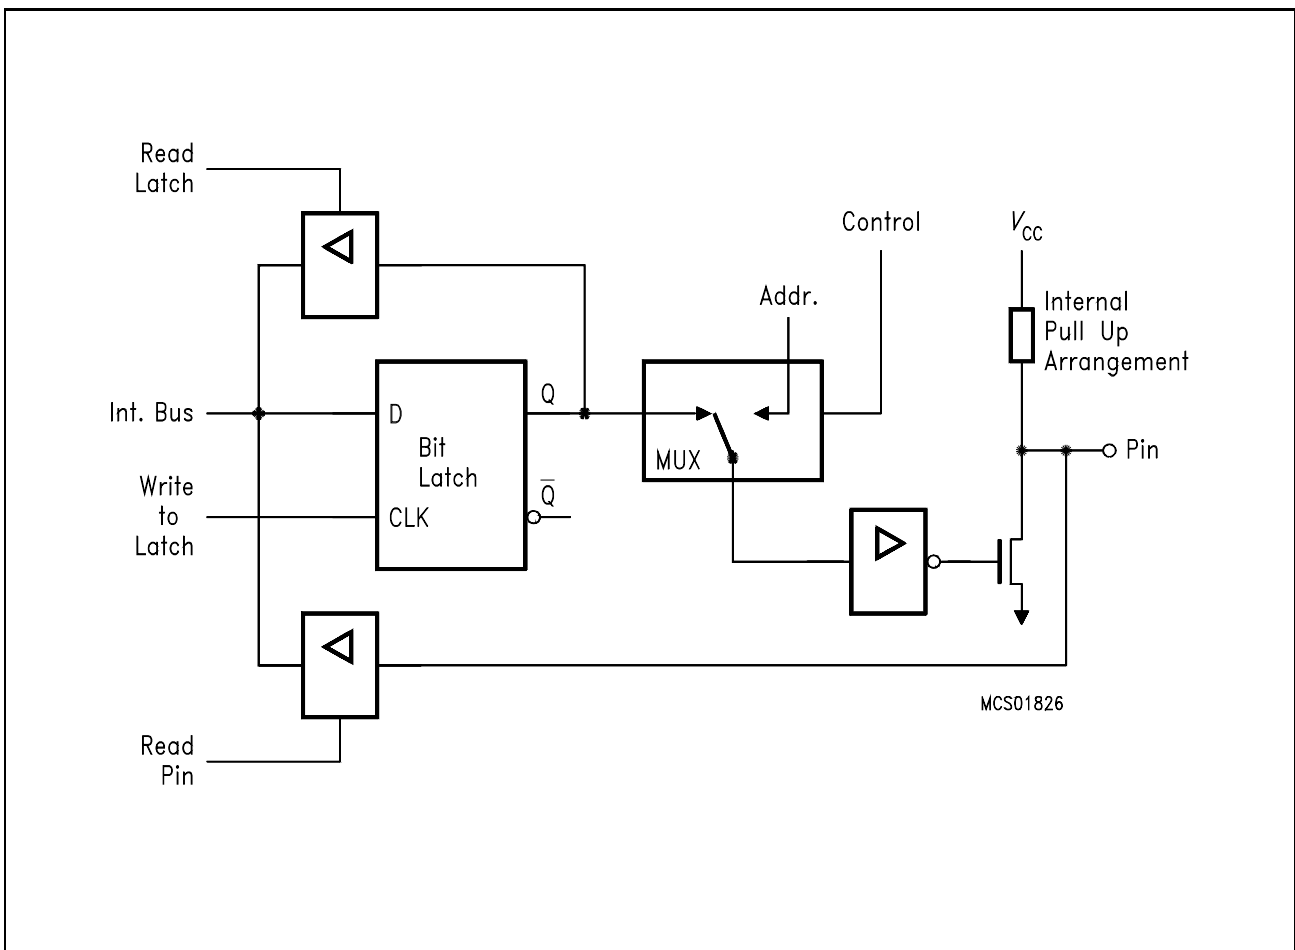 Read
Latch
Control
V_CC
Addr.
Internal
Pull Up
Arrangement
Int. Bus
D
Q
Bit
Latch
MUX
Pin
Write
to
Latch
CLK
Q̅
MCS01826
Read
Pin